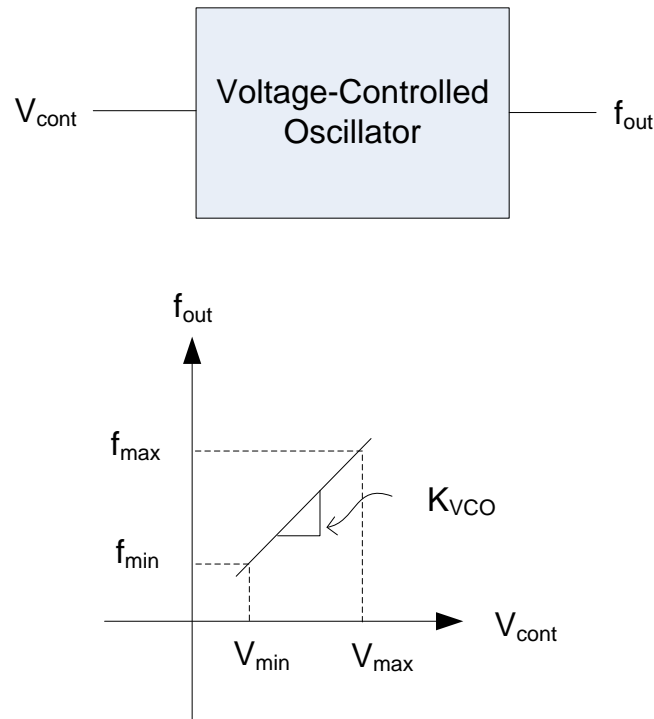 Voltage-Controlled
Oscillator
V_cont
f_out
f_out
f_max
K_VCO
f_min
V_cont
V_min
V_max